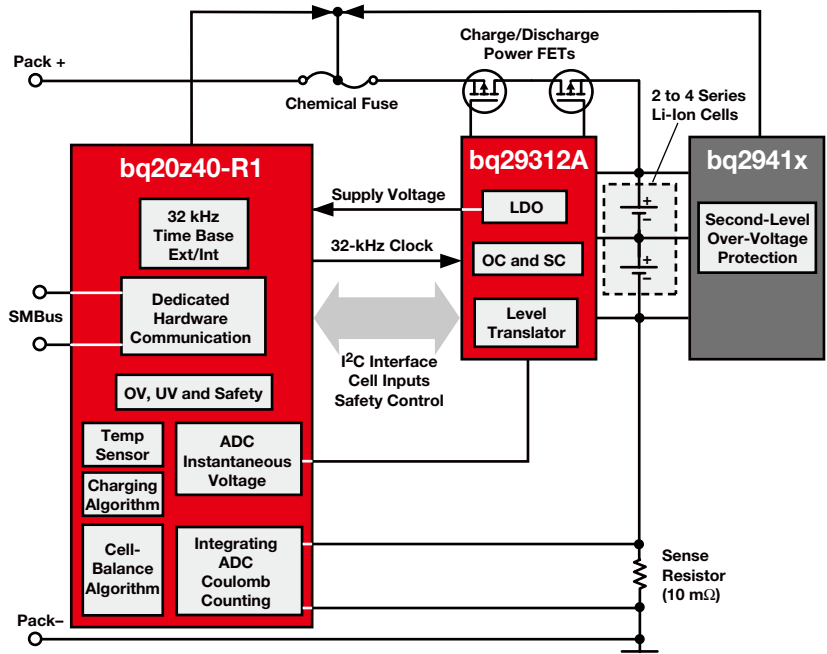 Charge/Discharge
Power FETs
Pack +
Chemical Fuse
2 to 4 Series
Li-Ion Cells
bq20z40-R1
bq29312A
bq2941x
32 kHz
Time Base
Ext/Int
Supply Voltage
LDO
+
–
Second-Level
Over-Voltage
Protection
32-kHz Clock
OC and SC
+
–
SMBus
Dedicated
Hardware
Communication
Level
Translator
I²C Interface
Cell Inputs
Safety Control
OV, UV and Safety
Temp
Sensor
ADC
Instantaneous
Voltage
Charging
Algorithm
Cell-
Balance
Algorithm
Integrating
ADC
Coulomb
Counting
Sense
Resistor
(10 mΩ)
Pack–